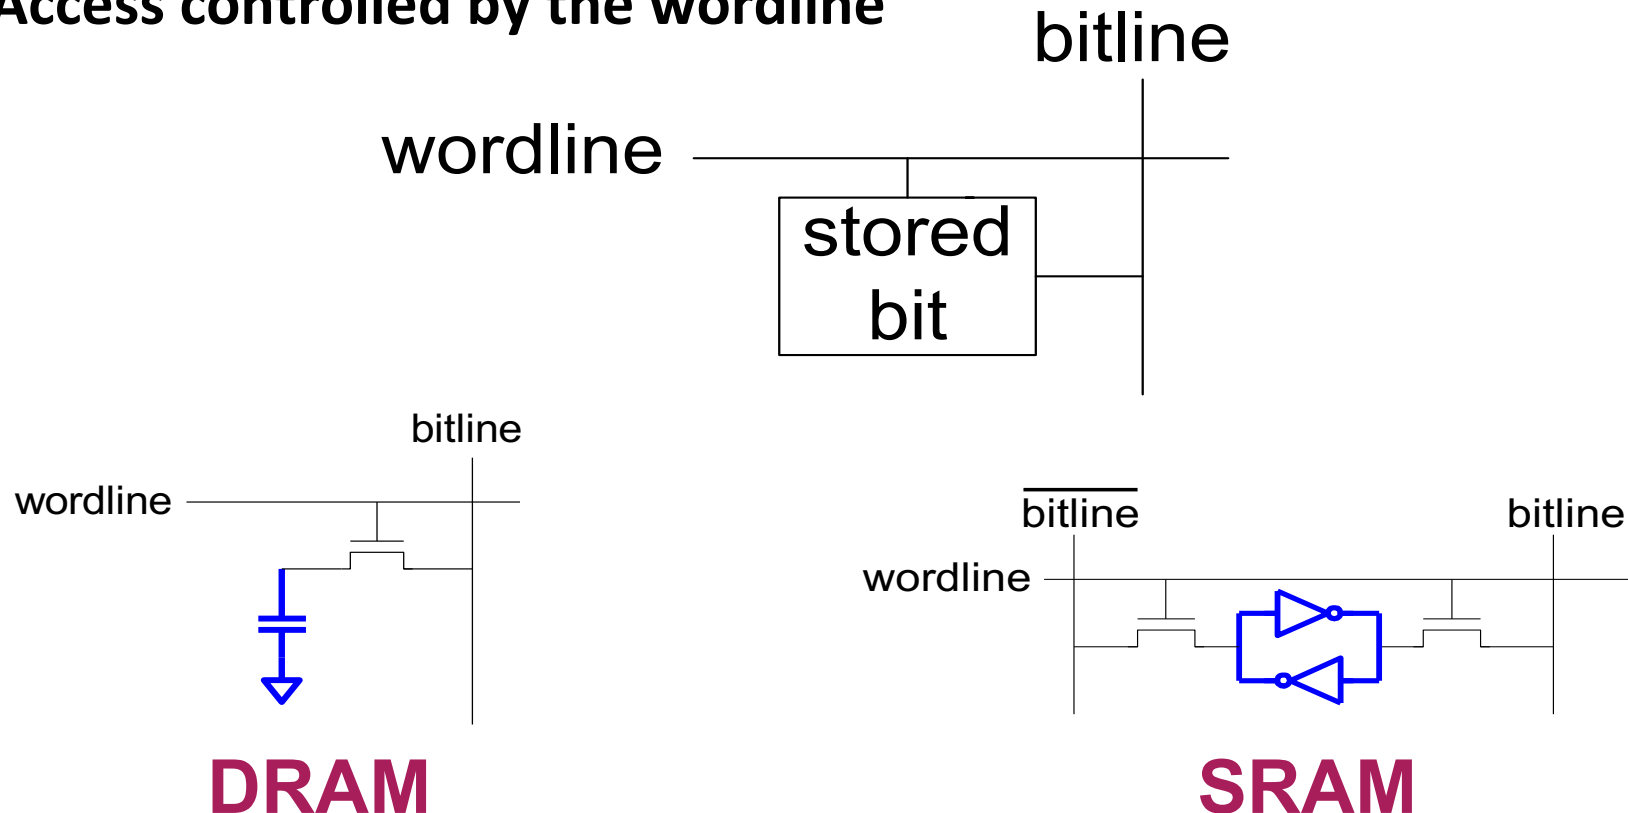 Access controlled by the wordline
bitline
wordline
stored
bit
bitline
wordline
DRAM
bitline
bitline
wordline
SRAM